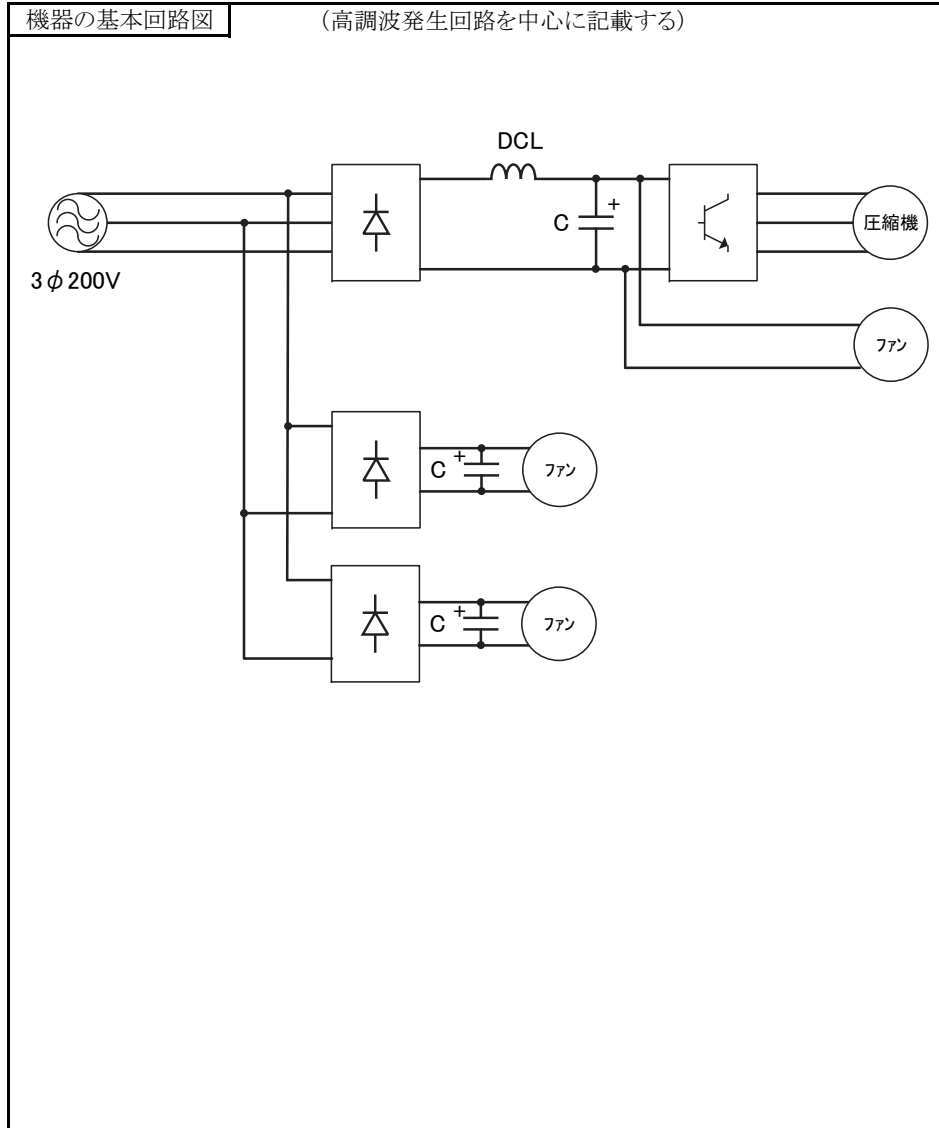 機器の基本回路図 (高調波発生回路を中心に記載する)
DCL
C +
圧縮機
3φ200V
ファン
C +
ファン
C +
ファン